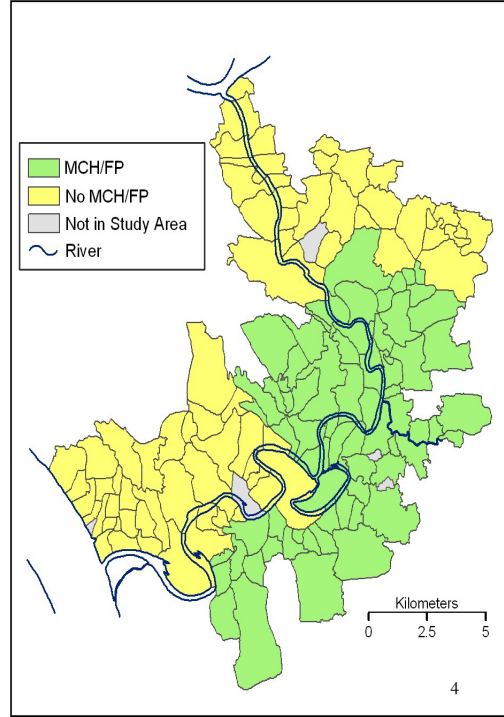 MCH/FP
No MCH/FP
Not in Study Area
River
Kilometers
0 2.5 5
4